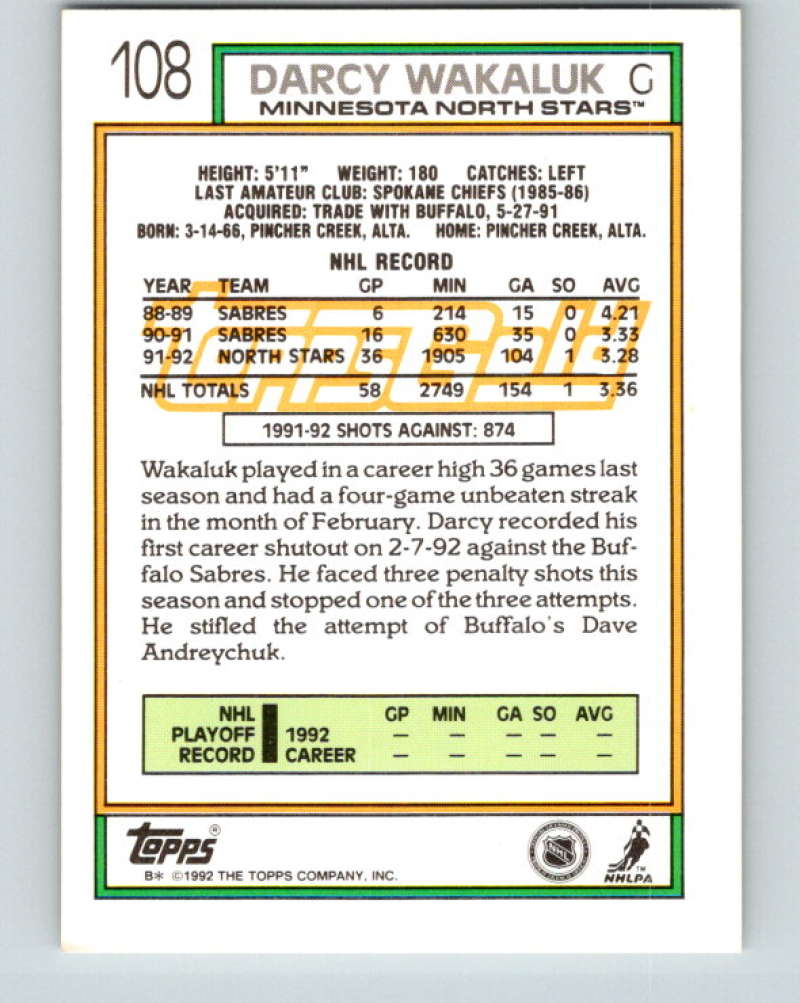 108
DARCY WAKALUK G
MINNESOTA NORTH STARS™
HEIGHT: 5'11" WEIGHT: 180 CATCHES: LEFT
LAST AMATEUR CLUB: SPOKANE CHIEFS (1985-86)
ACQUIRED: TRADE WITH BUFFALO, 5-27-91
BORN: 3-14-66, PINCHER CREEK, ALTA. HOME: PINCHER CREEK, ALTA.
NHL RECORD
YEAR TEAM GP MIN GA SO AVG
88-89 SABRES 6 214 15 0 4.21
90-91 SABRES 16 630 35 0 3.33
91-92 NORTH STARS 36 1905 104 1 3.28
NHL TOTALS 58 2749 154 1 3.36
ToppsGold
1991-92 SHOTS AGAINST: 874
Wakaluk played in a career high 36 games last
season and had a four-game unbeaten streak
in the month of February. Darcy recorded his
first career shutout on 2-7-92 against the Buf-
falo Sabres. He faced three penalty shots this
season and stopped one of the three attempts.
He stifled the attempt of Buffalo's Dave
Andreychuk.
NHL GP MIN GA SO AVG
PLAYOFF 1992 – – – – –
RECORD CAREER – – – – –
Topps®
B* ©1992 THE TOPPS COMPANY, INC.
NHL
™
NHLPA